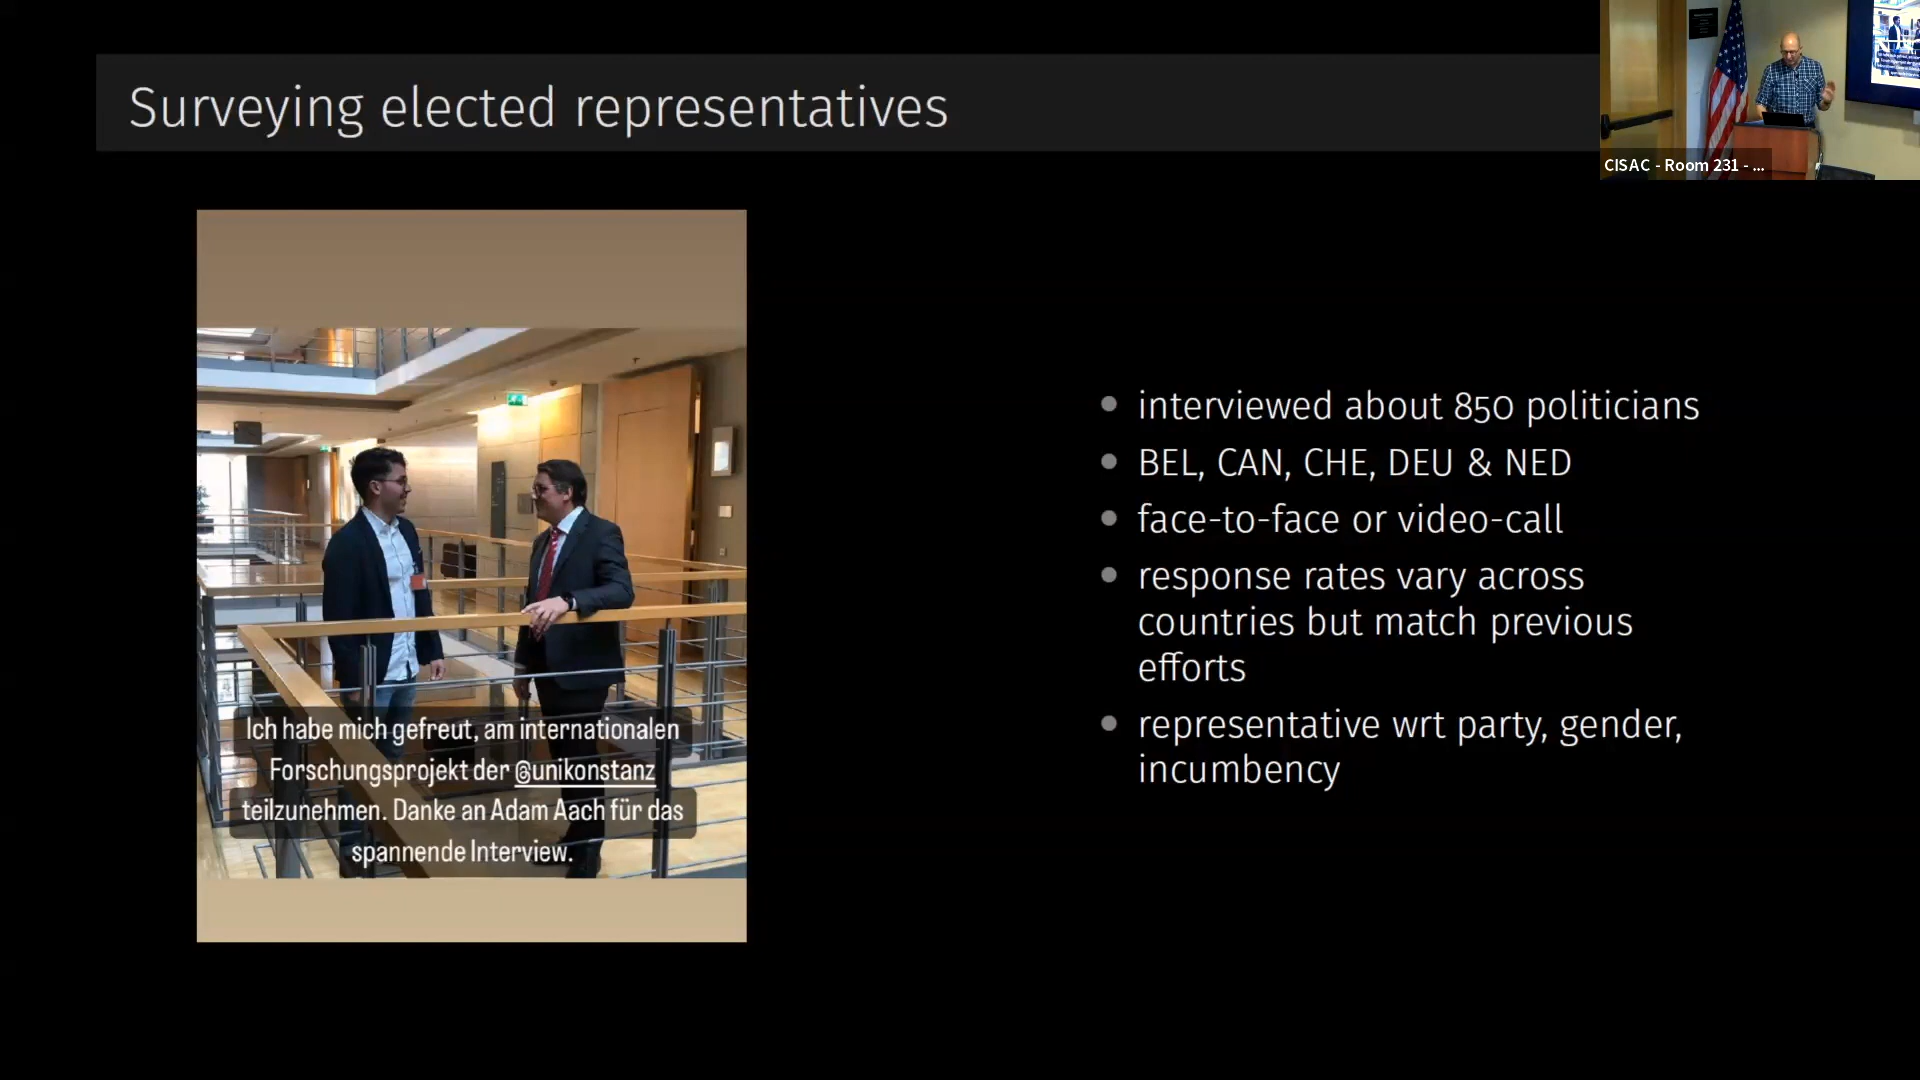 Surveying elected representatives
CISAC - Room 231 - ...
Ich habe mich gefreut, am internationalen
Forschungsprojekt der @unikonstanz
teilzunehmen. Danke an Adam Aach für das
spannende Interview.
interviewed about 850 politicians
BEL, CAN, CHE, DEU & NED
face-to-face or video-call
response rates vary across
countries but match previous
efforts
representative wrt party, gender,
incumbency